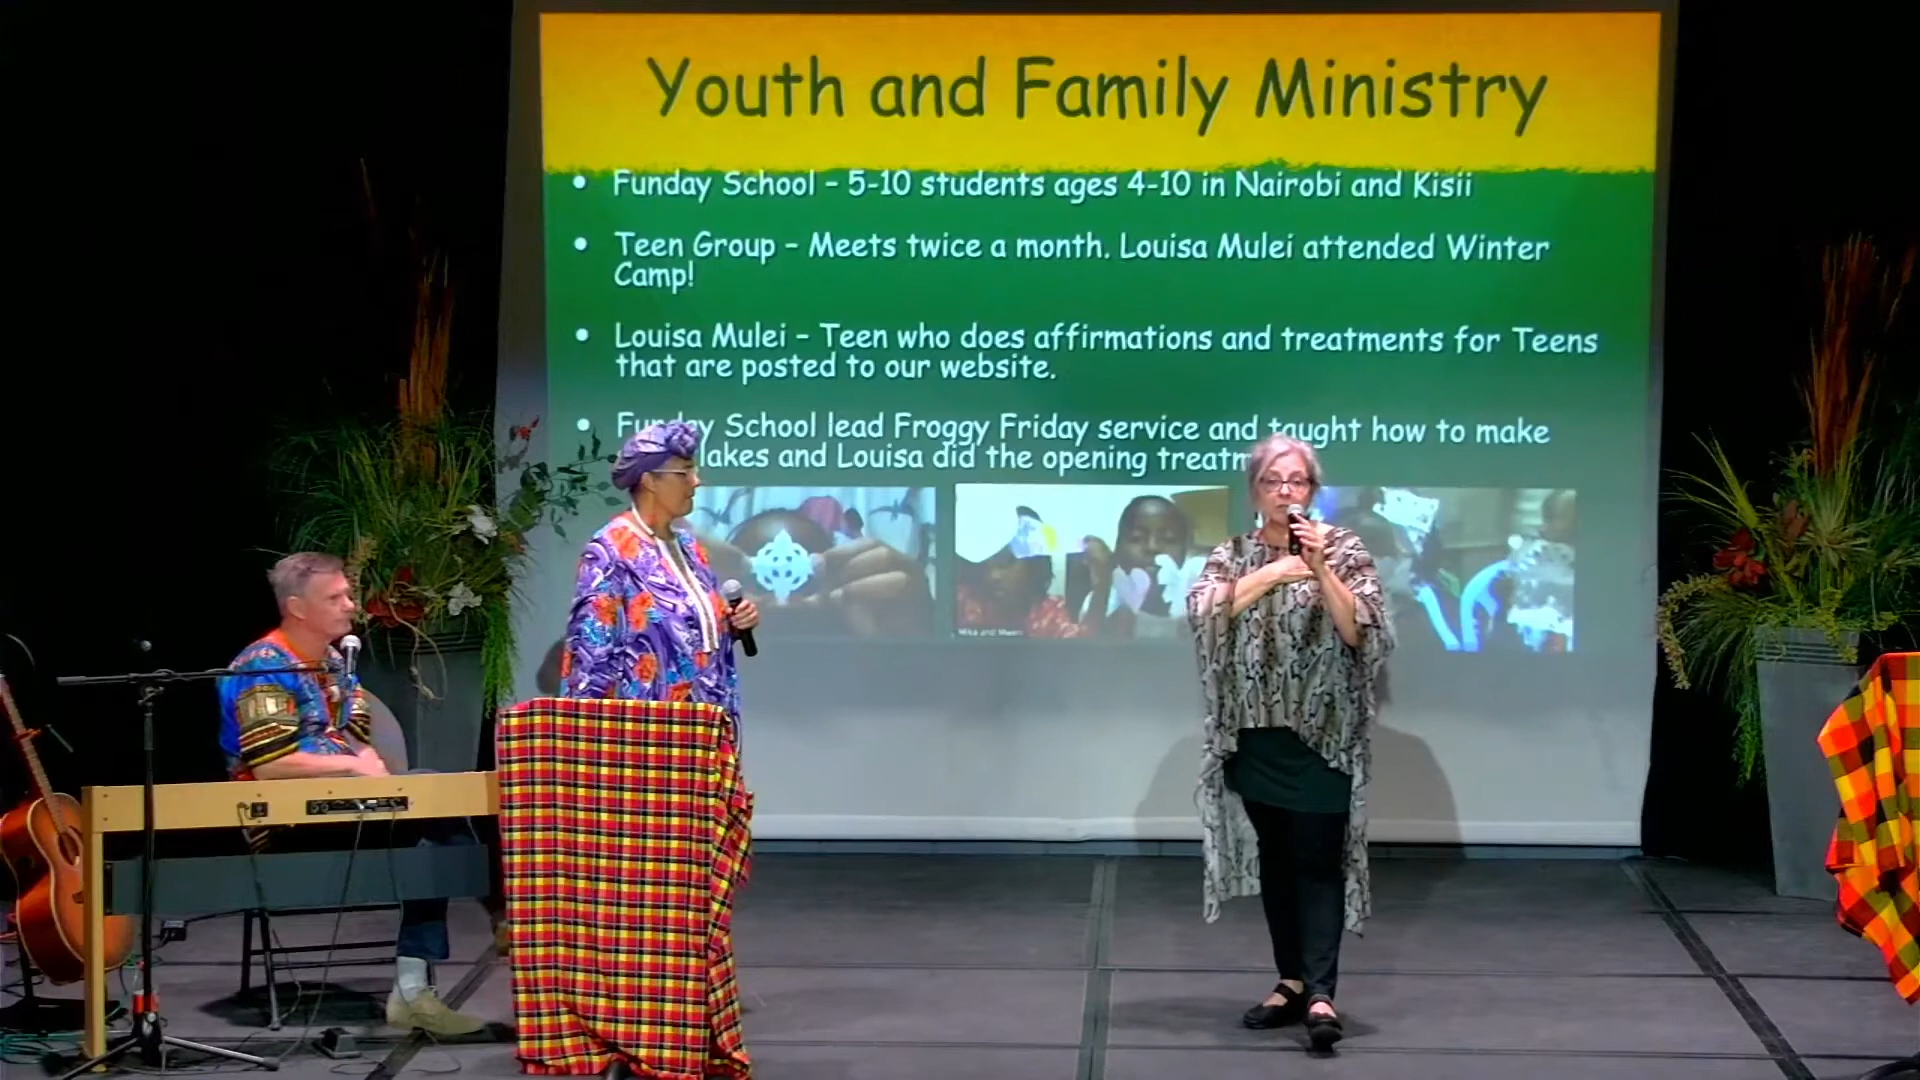 Youth and Family Ministry
• Funday School – 5-10 students ages 4-10 in Nairobi and Kisii
• Teen Group – Meets twice a month. Louisa Mulei attended Winter
Camp!
• Louisa Mulei – Teen who does affirmations and treatments for Teens
that are posted to our website.
• Funday School lead Froggy Friday service and taught how to make
lakes and Louisa did the opening